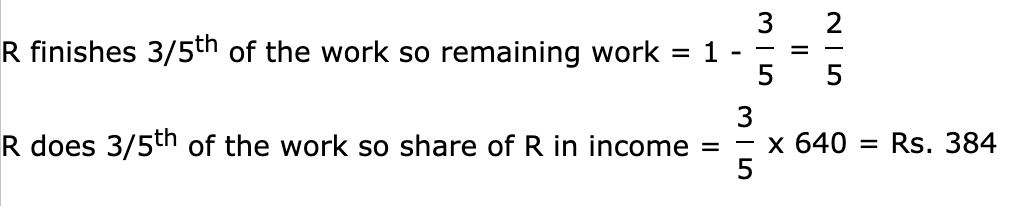 R finishes 3/5th of the work so remaining work = 1 - 3/5 = 2/5
R does 3/5th of the work so share of R in income = 3/5 x 640 = Rs. 384